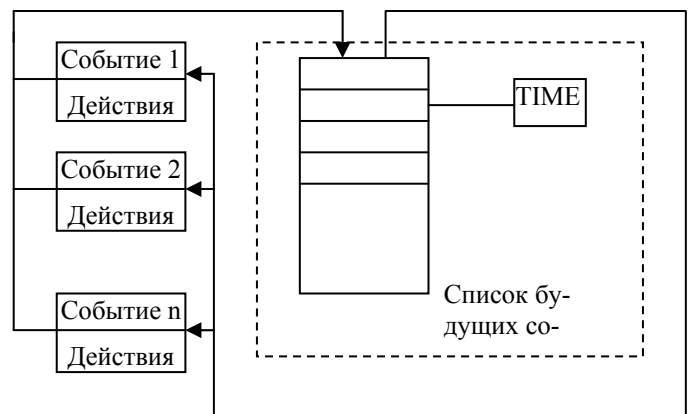 Событие 1
Действия
TIME
Событие 2
Действия
Событие n
Действия
Список бу-
дущих со-